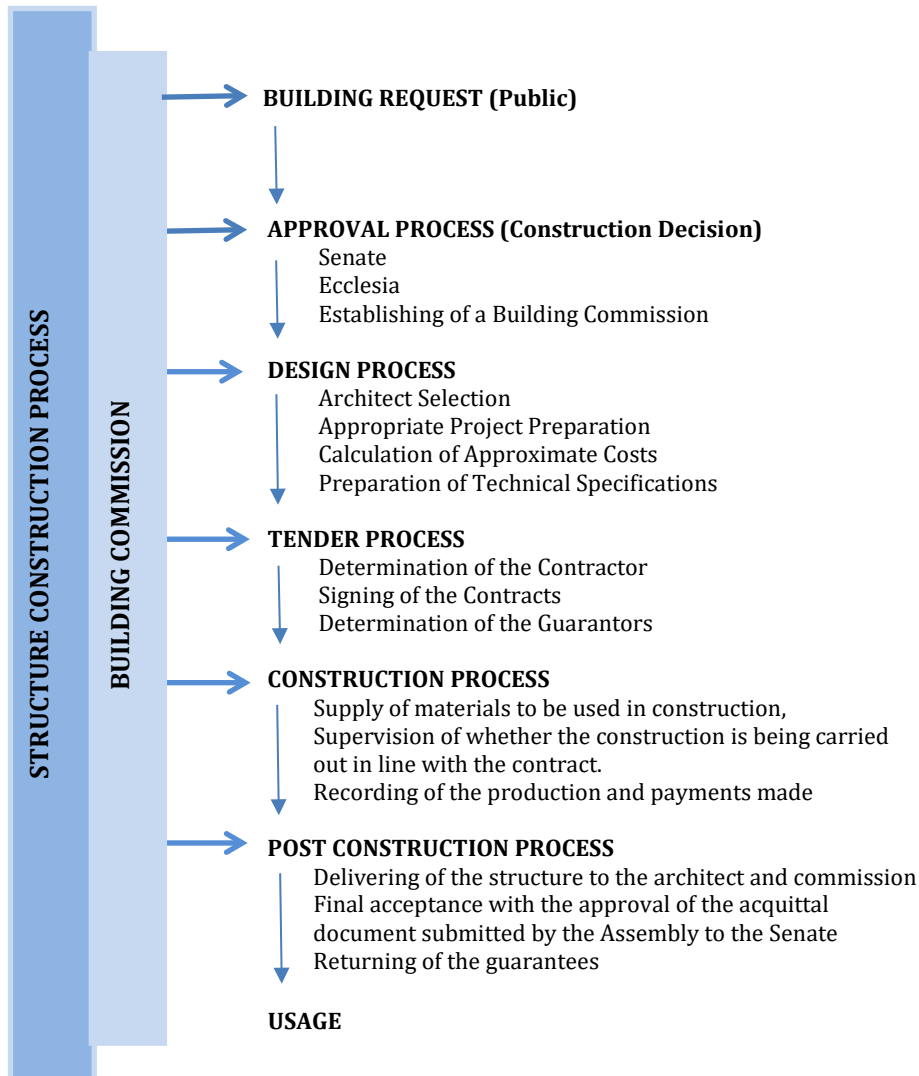 STRUCTURE CONSTRUCTION PROCESS
BUILDING COMMISSION
BUILDING REQUEST (Public)
APPROVAL PROCESS (Construction Decision)
Senate
Ecclesia
Establishing of a Building Commission
DESIGN PROCESS
Architect Selection
Appropriate Project Preparation
Calculation of Approximate Costs
Preparation of Technical Specifications
TENDER PROCESS
Determination of the Contractor
Signing of the Contracts
Determination of the Guarantors
CONSTRUCTION PROCESS
Supply of materials to be used in construction,
Supervision of whether the construction is being carried
out in line with the contract.
Recording of the production and payments made
POST CONSTRUCTION PROCESS
Delivering of the structure to the architect and commission
Final acceptance with the approval of the acquittal
document submitted by the Assembly to the Senate
Returning of the guarantees
USAGE